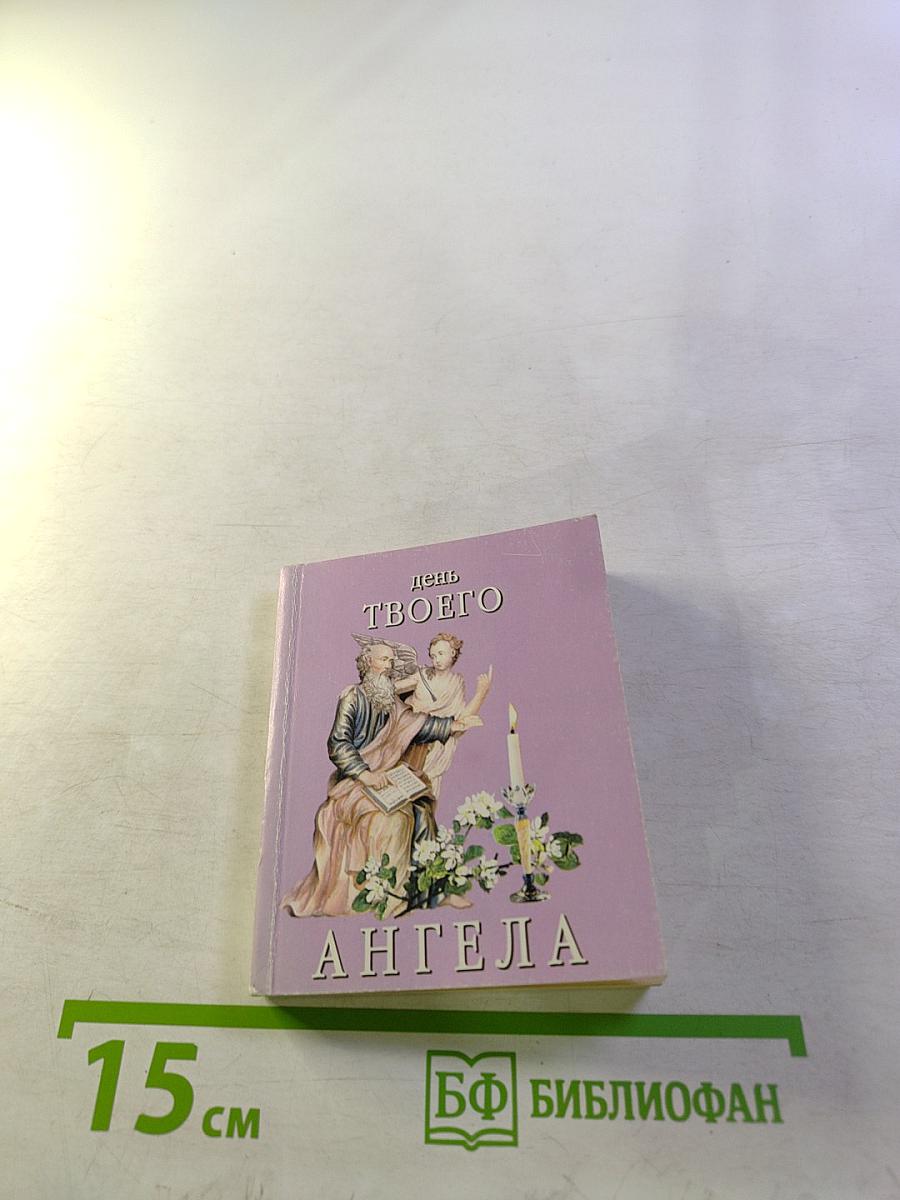 день
ТВОЕГО
АНГЕЛА
15 см
БФ БИБЛИОФАН